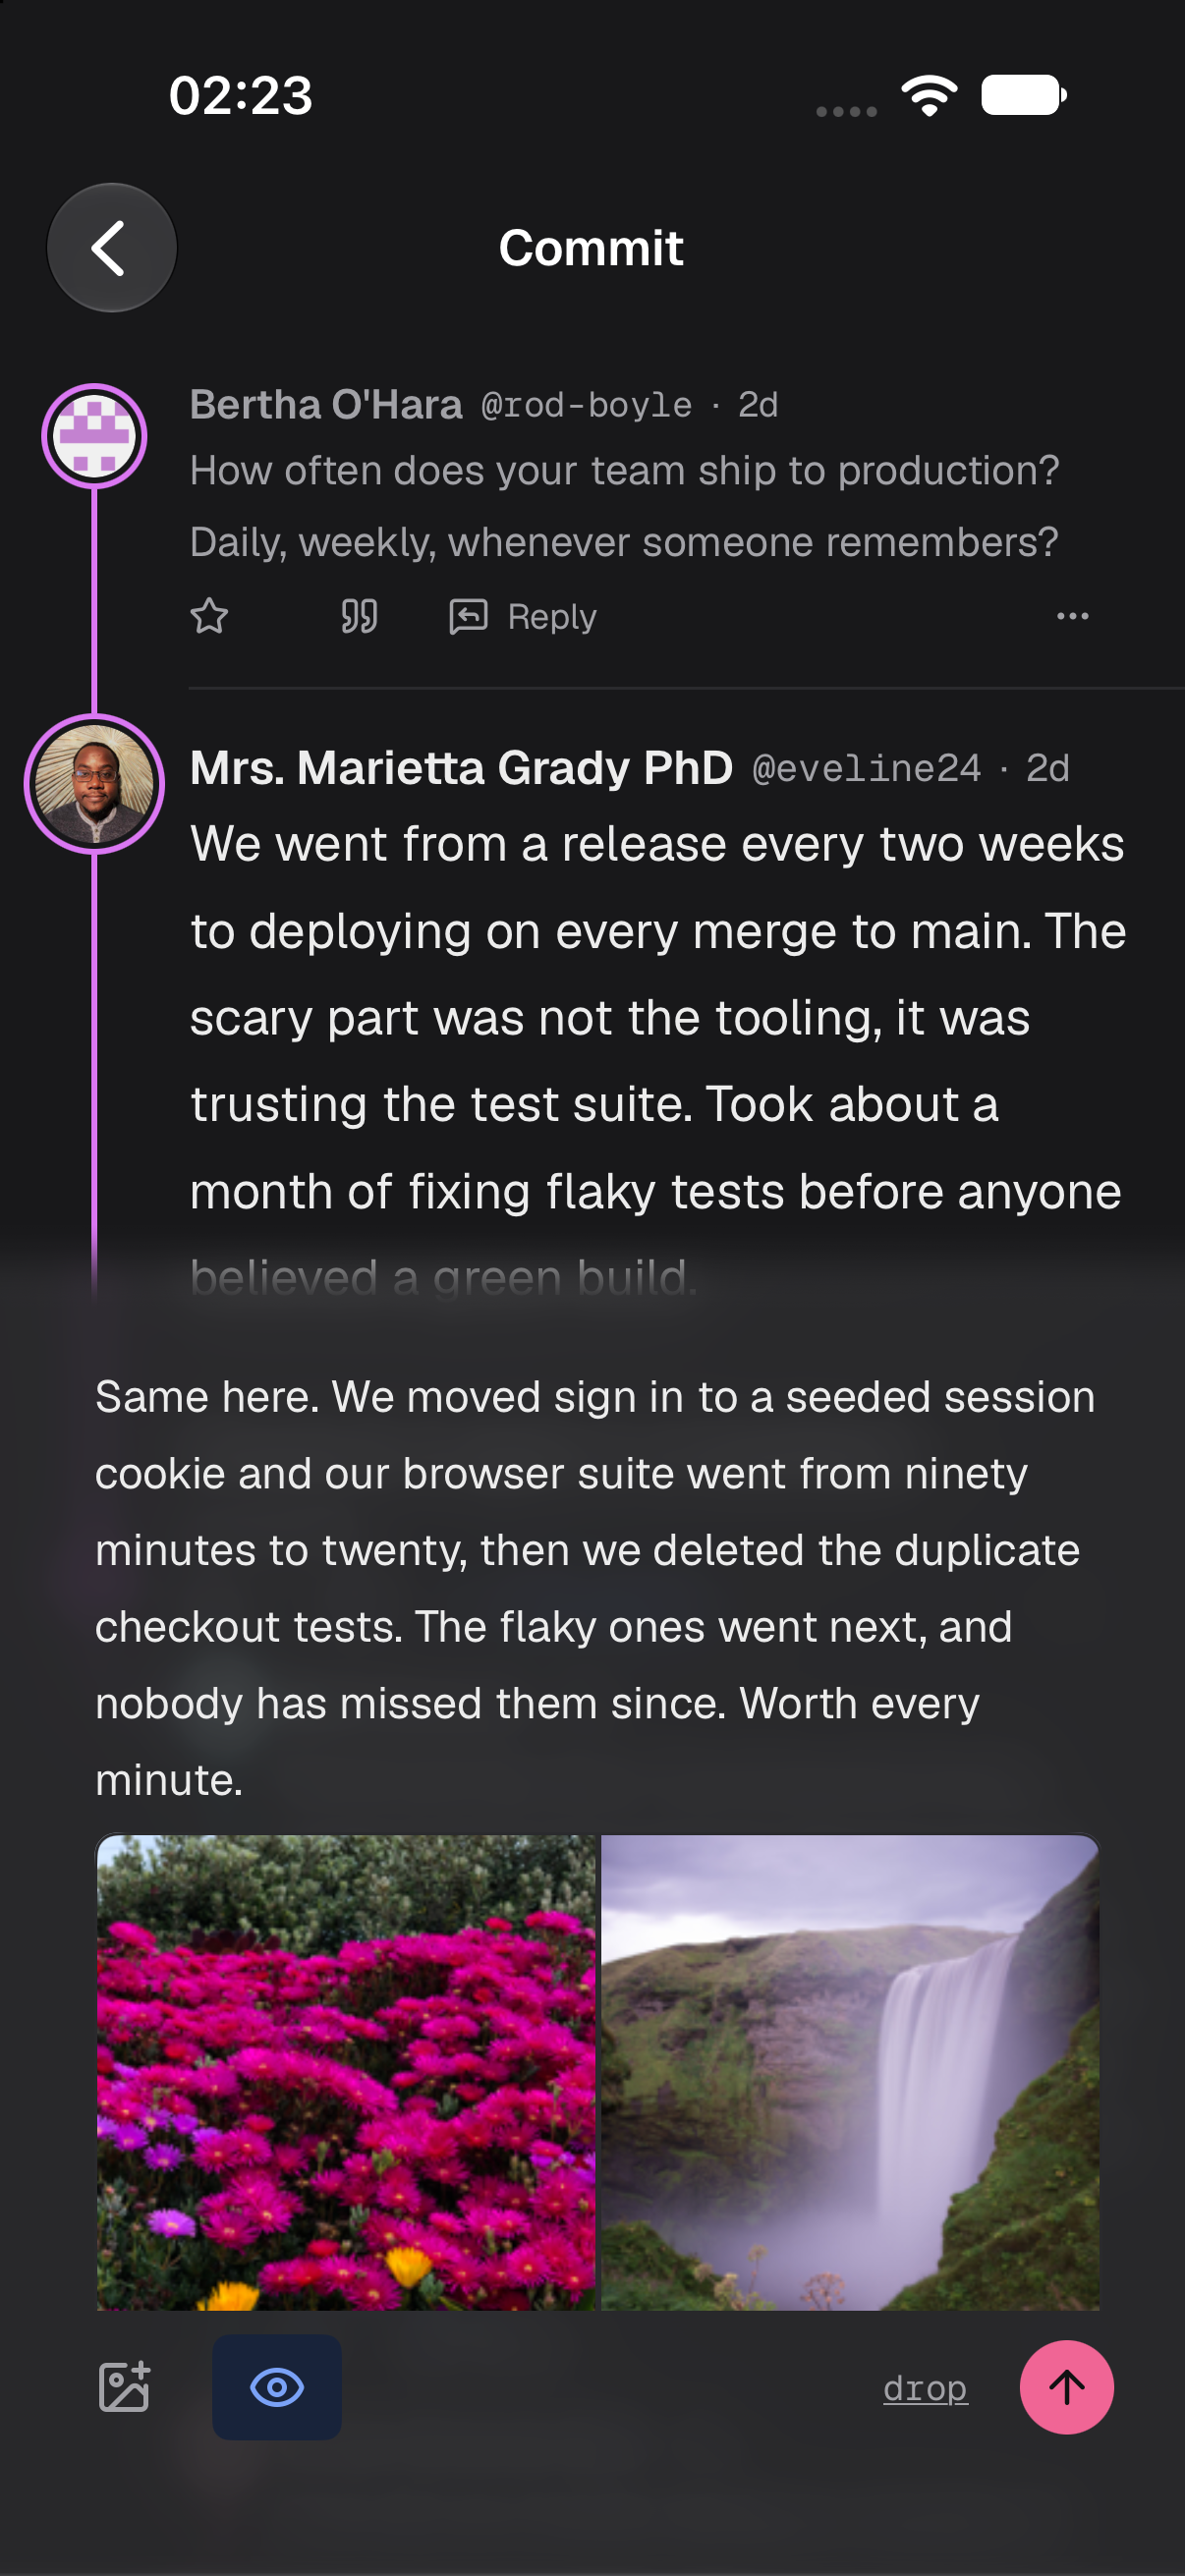 02:23
Commit
Bertha O'Hara @rod-boyle · 2d
How often does your team ship to production?
Daily, weekly, whenever someone remembers?
Reply
Mrs. Marietta Grady PhD @eveline24 · 2d
We went from a release every two weeks
to deploying on every merge to main. The
scary part was not the tooling, it was
trusting the test suite. Took about a
month of fixing flaky tests before anyone
believed a green build.
Same here. We moved sign in to a seeded session
cookie and our browser suite went from ninety
minutes to twenty, then we deleted the duplicate
checkout tests. The flaky ones went next, and
nobody has missed them since. Worth every
minute.
drop